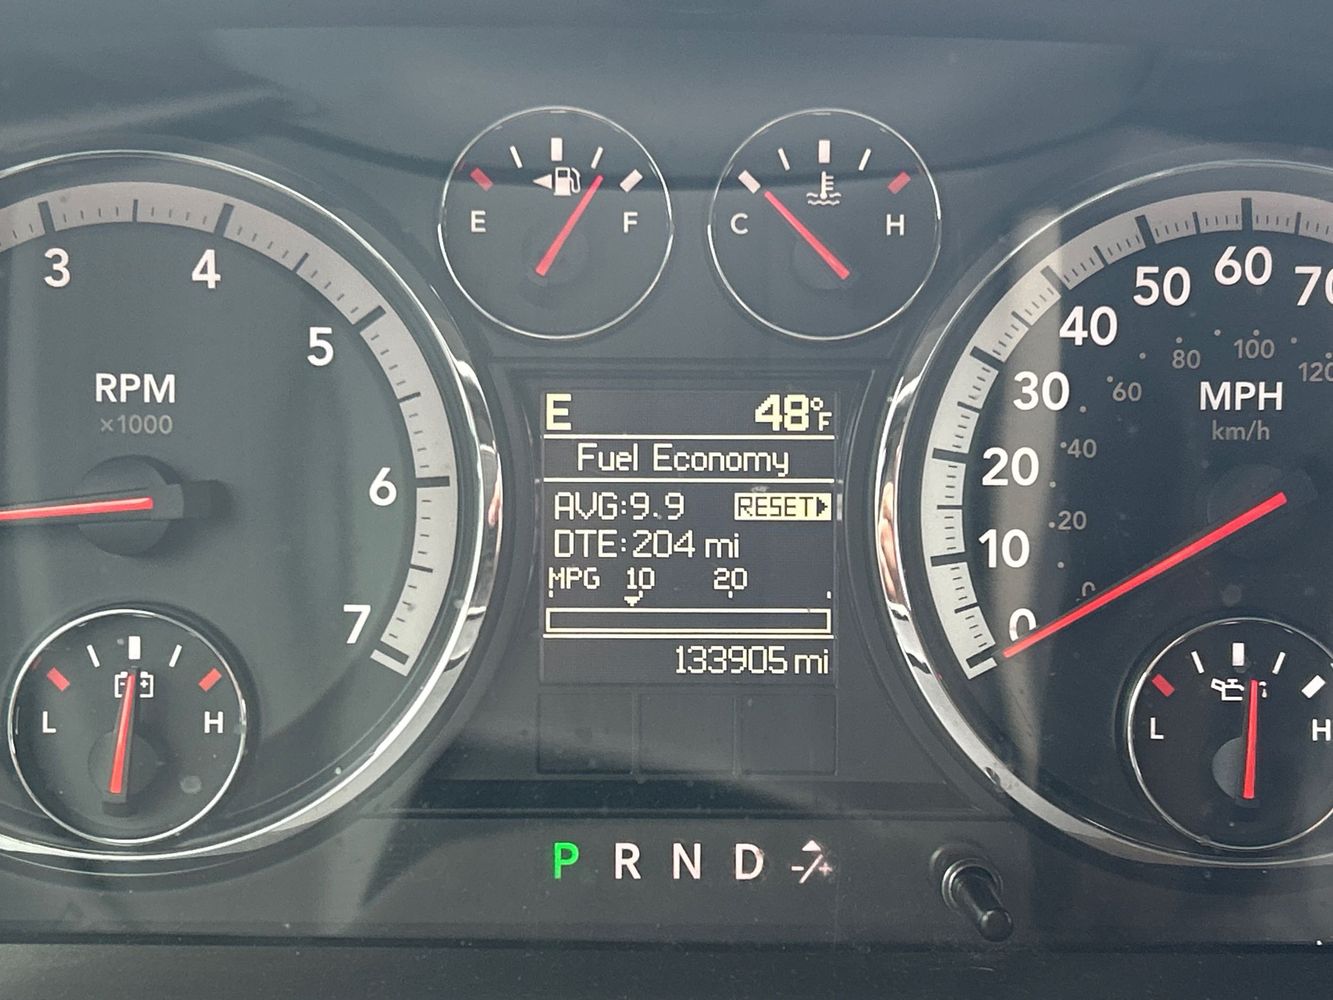 3
4
5
6
7
RPM
×1000
L
H
E
F
C
H
E 48°F
Fuel Economy
AVG:9.9 RESET
DTE:204 mi
MPG 10 20
133905 mi
P R N D -/+
0
10
20
30
40
50
60
70
0
20
40
60
80
100
120
MPH
km/h
L
H